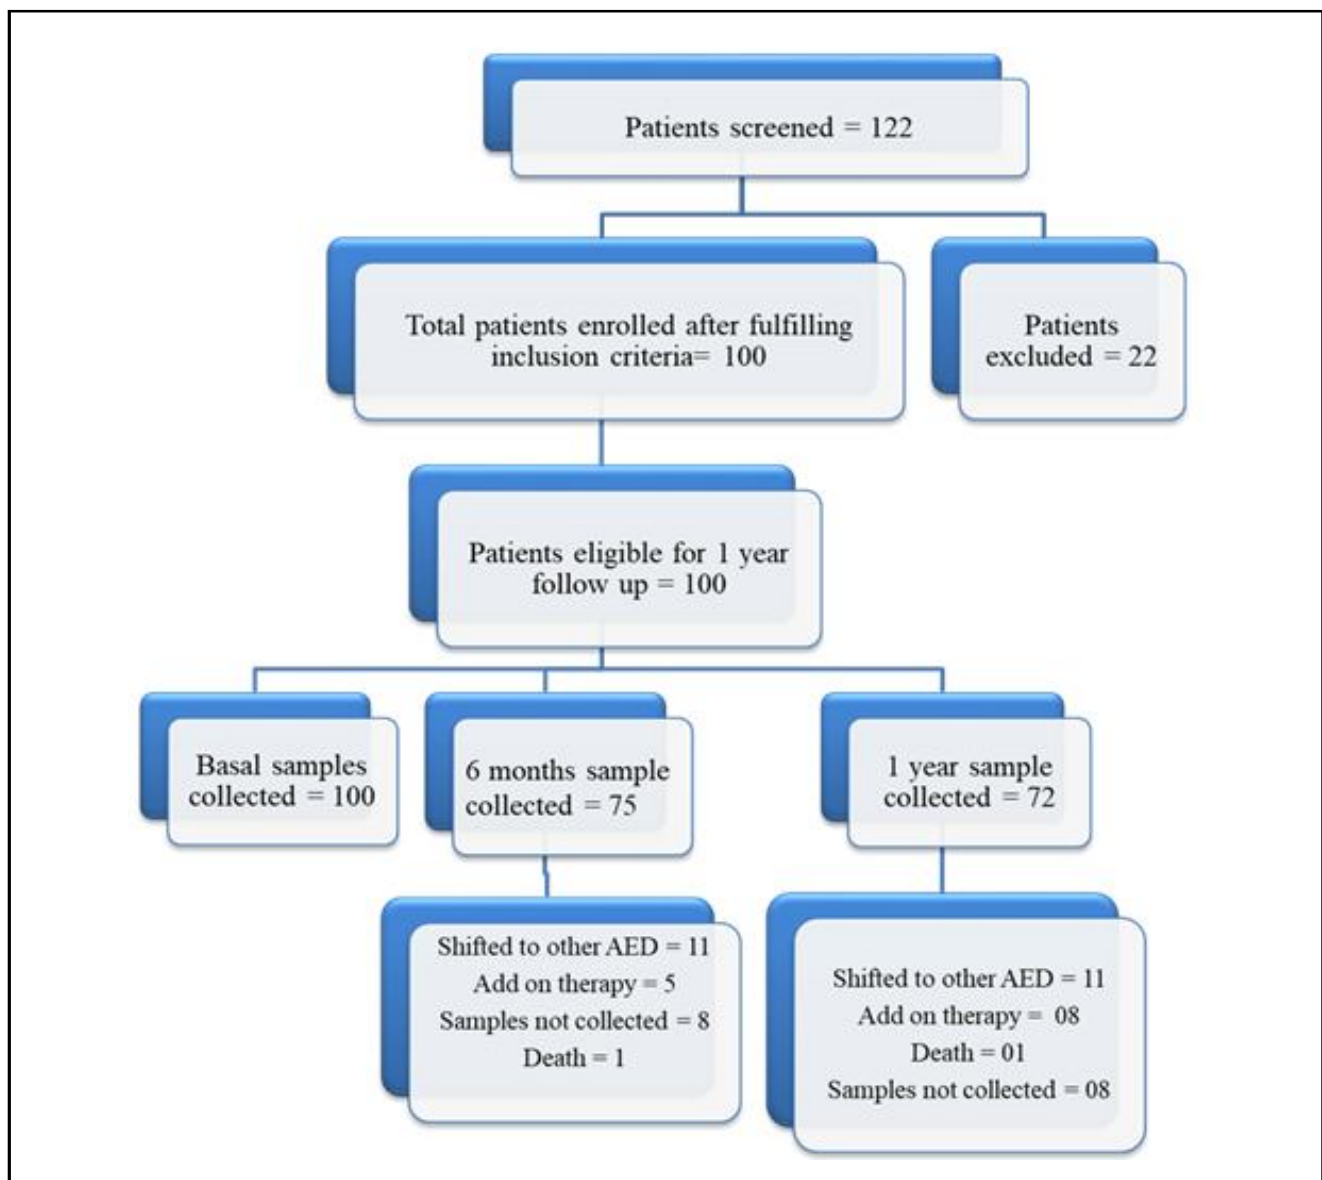 Patients screened = 122
Total patients enrolled after fulfilling
inclusion criteria= 100
Patients
excluded = 22
Patients eligible for 1 year
follow up = 100
Basal samples
collected = 100
6 months sample
collected = 75
1 year sample
collected = 72
Shifted to other AED = 11
Add on therapy = 5
Samples not collected = 8
Death = 1
Shifted to other AED = 11
Add on therapy = 08
Death = 01
Samples not collected = 08